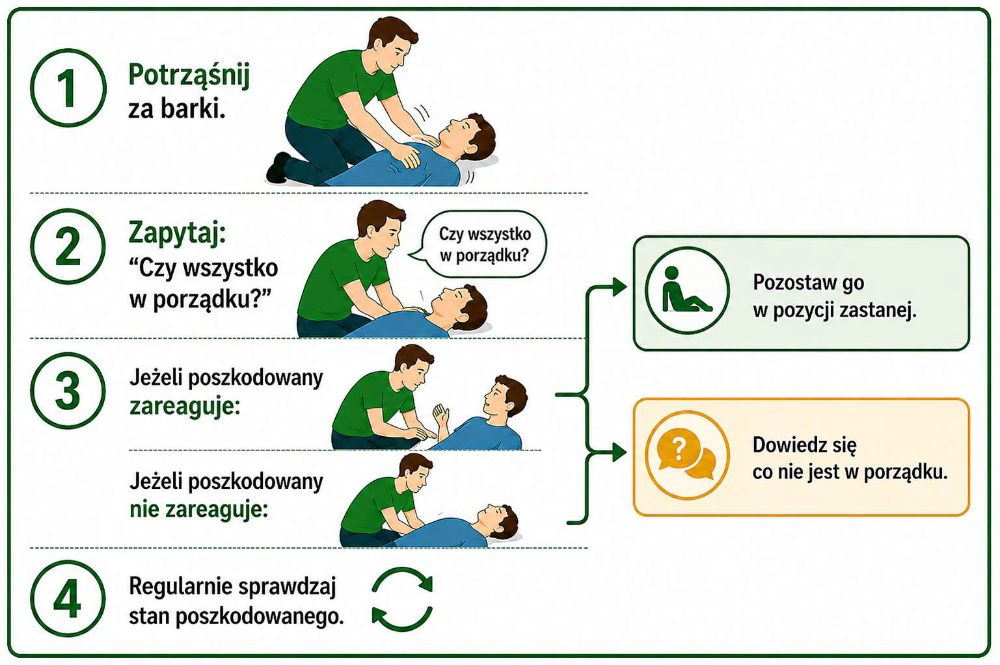 1
Potrząśnij
za barki.
2
Zapytaj:
“Czy wszystko
w porządku?”
Czy wszystko
w porządku?
3
Jeżeli poszkodowany
zareaguje:
Jeżeli poszkodowany
nie zareaguje:
Pozostaw go
w pozycji zastanej.
?
Dowiedz się
co nie jest w porządku.
4
Regularnie sprawdzaj
stan poszkodowanego.